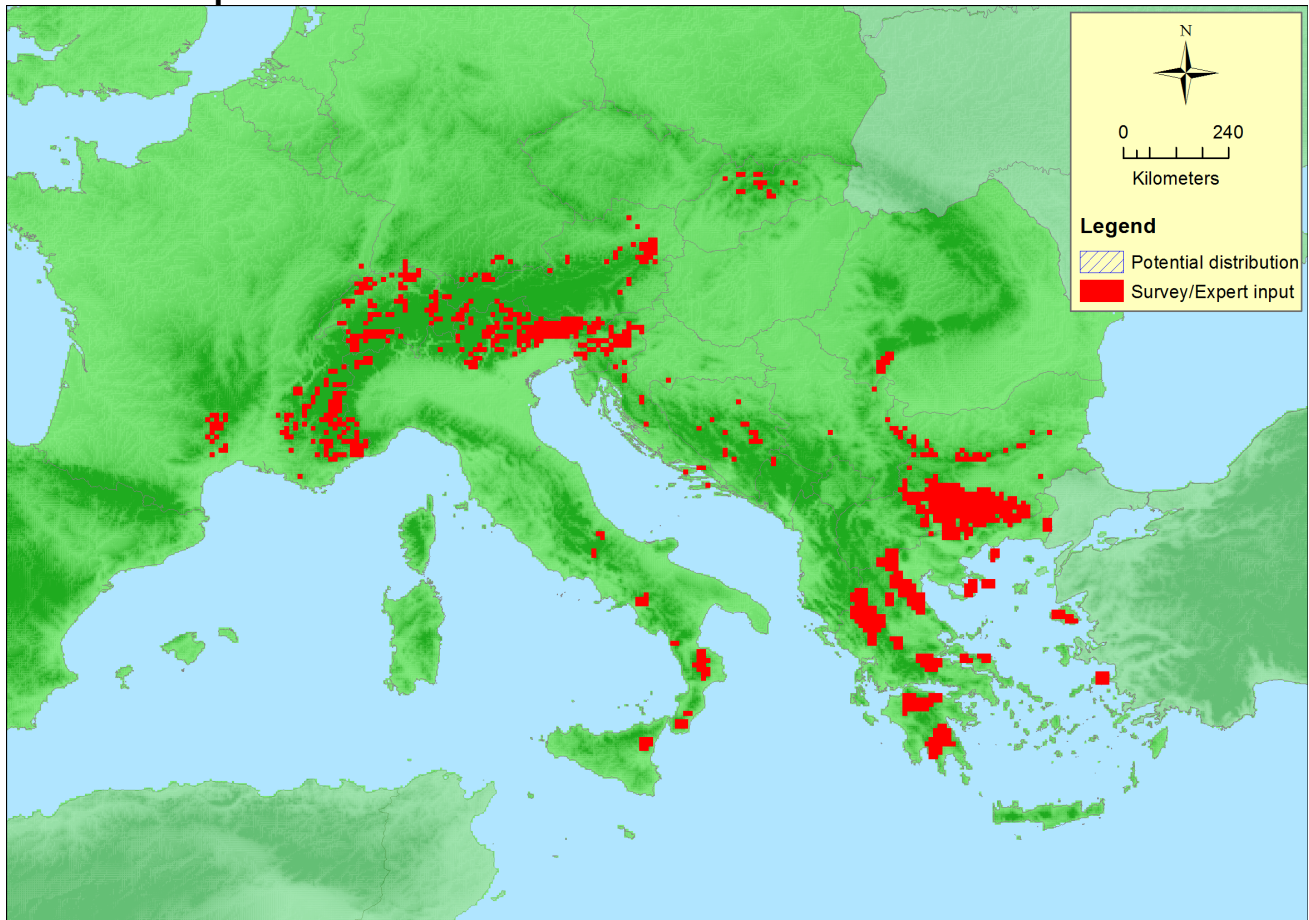 N
0 240
Kilometers
Legend
Potential distribution
Survey/Expert input